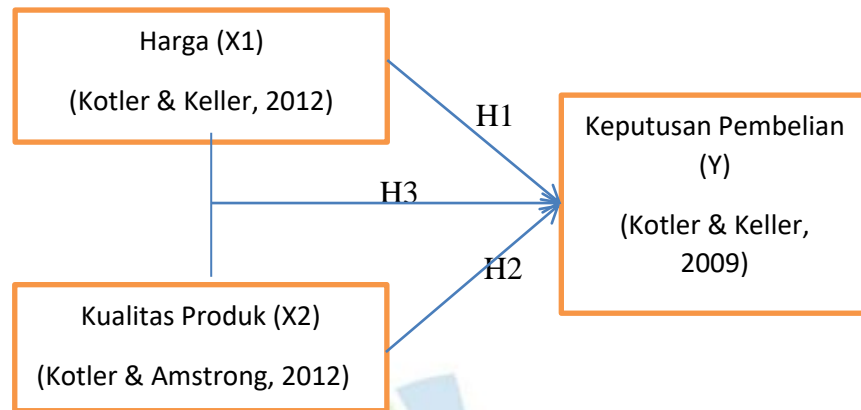 Harga (X1)
(Kotler & Keller, 2012)
H1
Keputusan Pembelian
(Y)
(Kotler & Keller,
2009)
H3
H2
Kualitas Produk (X2)
(Kotler & Amstrong, 2012)